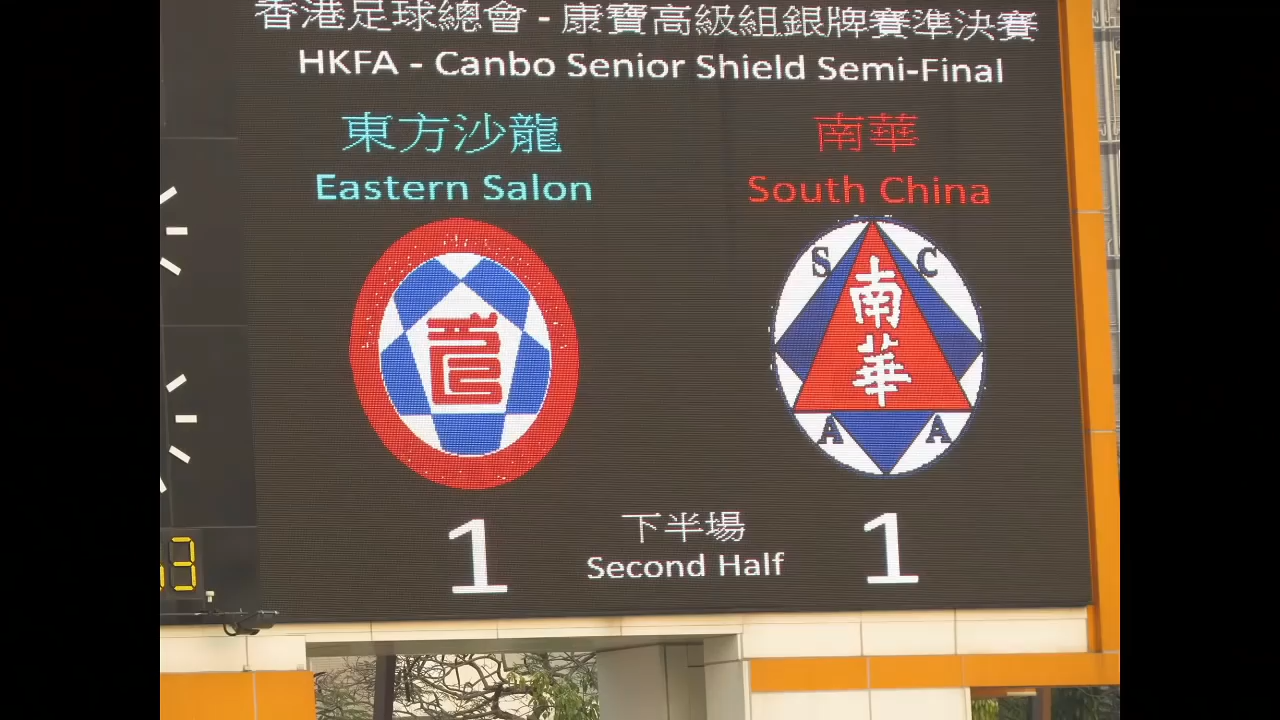 香港足球總會 - 康寶高級組銀牌賽準決賽
HKFA - Canbo Senior Shield Semi-Final
東方沙龍
南華
Eastern Salon
South China
S
C
南
華
A
A
1
下半場
1
Second Half
3